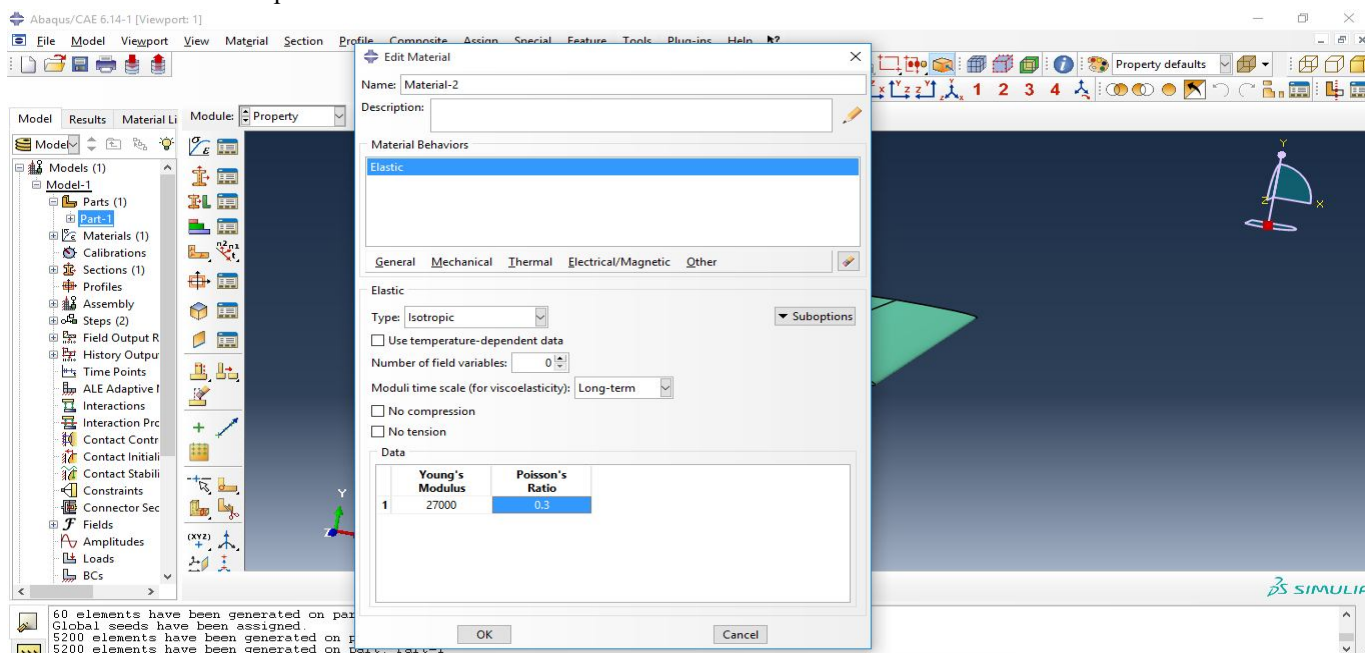 Abaqus/CAE 6.14-1 [Viewport: 1]
File Model Viewport View Material Section Profile Composite Assign Special Feature Tools Plug-ins Help
Property defaults
1 2 3 4
Model Results Material Li Module: Property
Model
Models (1)
Model-1
Parts (1)
Part-1
Materials (1)
Calibrations
Sections (1)
Profiles
Assembly
Steps (2)
Field Output R
History Outpu
Time Points
ALE Adaptive
Interactions
Interaction Prc
Contact Contr
Contact Initiali
Contact Stabili
Constraints
Connector Sec
Fields
Amplitudes
Loads
BCs
(XYZ)
Edit Material
Name: Material-2
Description:
Material Behaviors
Elastic
General Mechanical Thermal Electrical/Magnetic Other
Elastic
Type: Isotropic
Suboptions
Use temperature-dependent data
Number of field variables: 0
Moduli time scale (for viscoelasticity): Long-term
No compression
No tension
Data
Young's Modulus Poisson's Ratio
1 27000 0.3
OK Cancel
Y
Z
Y
Z X
SIMULIA
60 elements have been generated on par
Global seeds have been assigned.
5200 elements have been generated on p
5200 elements have been generated on part: Part-1